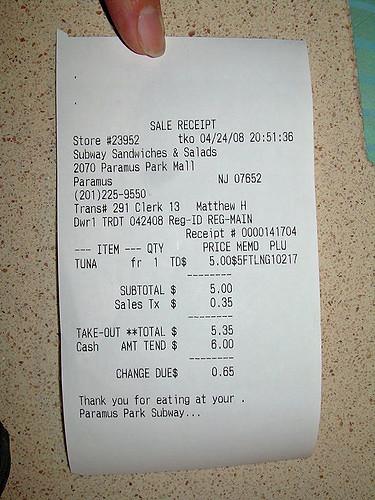 SALE RECEIPT
Store #23952 tko 04/24/08 20:51:36
Subway Sandwiches & Salads
2070 Paramus Park Mall
Paramus NJ 07652
(201)225-9550
Trans# 291 Clerk 13 Matthew H
Dwr1 TRDT 042408 Reg-ID REG-MAIN
Receipt # 0000141704
--- ITEM --- QTY PRICE MEMO PLU
TUNA fr 1 TD$ 5.00$5FTLNG10217
--------
SUBTOTAL $ 5.00
Sales Tx $ 0.35
--------
TAKE-OUT **TOTAL $ 5.35
Cash AMT TEND $ 6.00
--------
CHANGE DUE$ 0.65
Thank you for eating at your .
Paramus Park Subway...